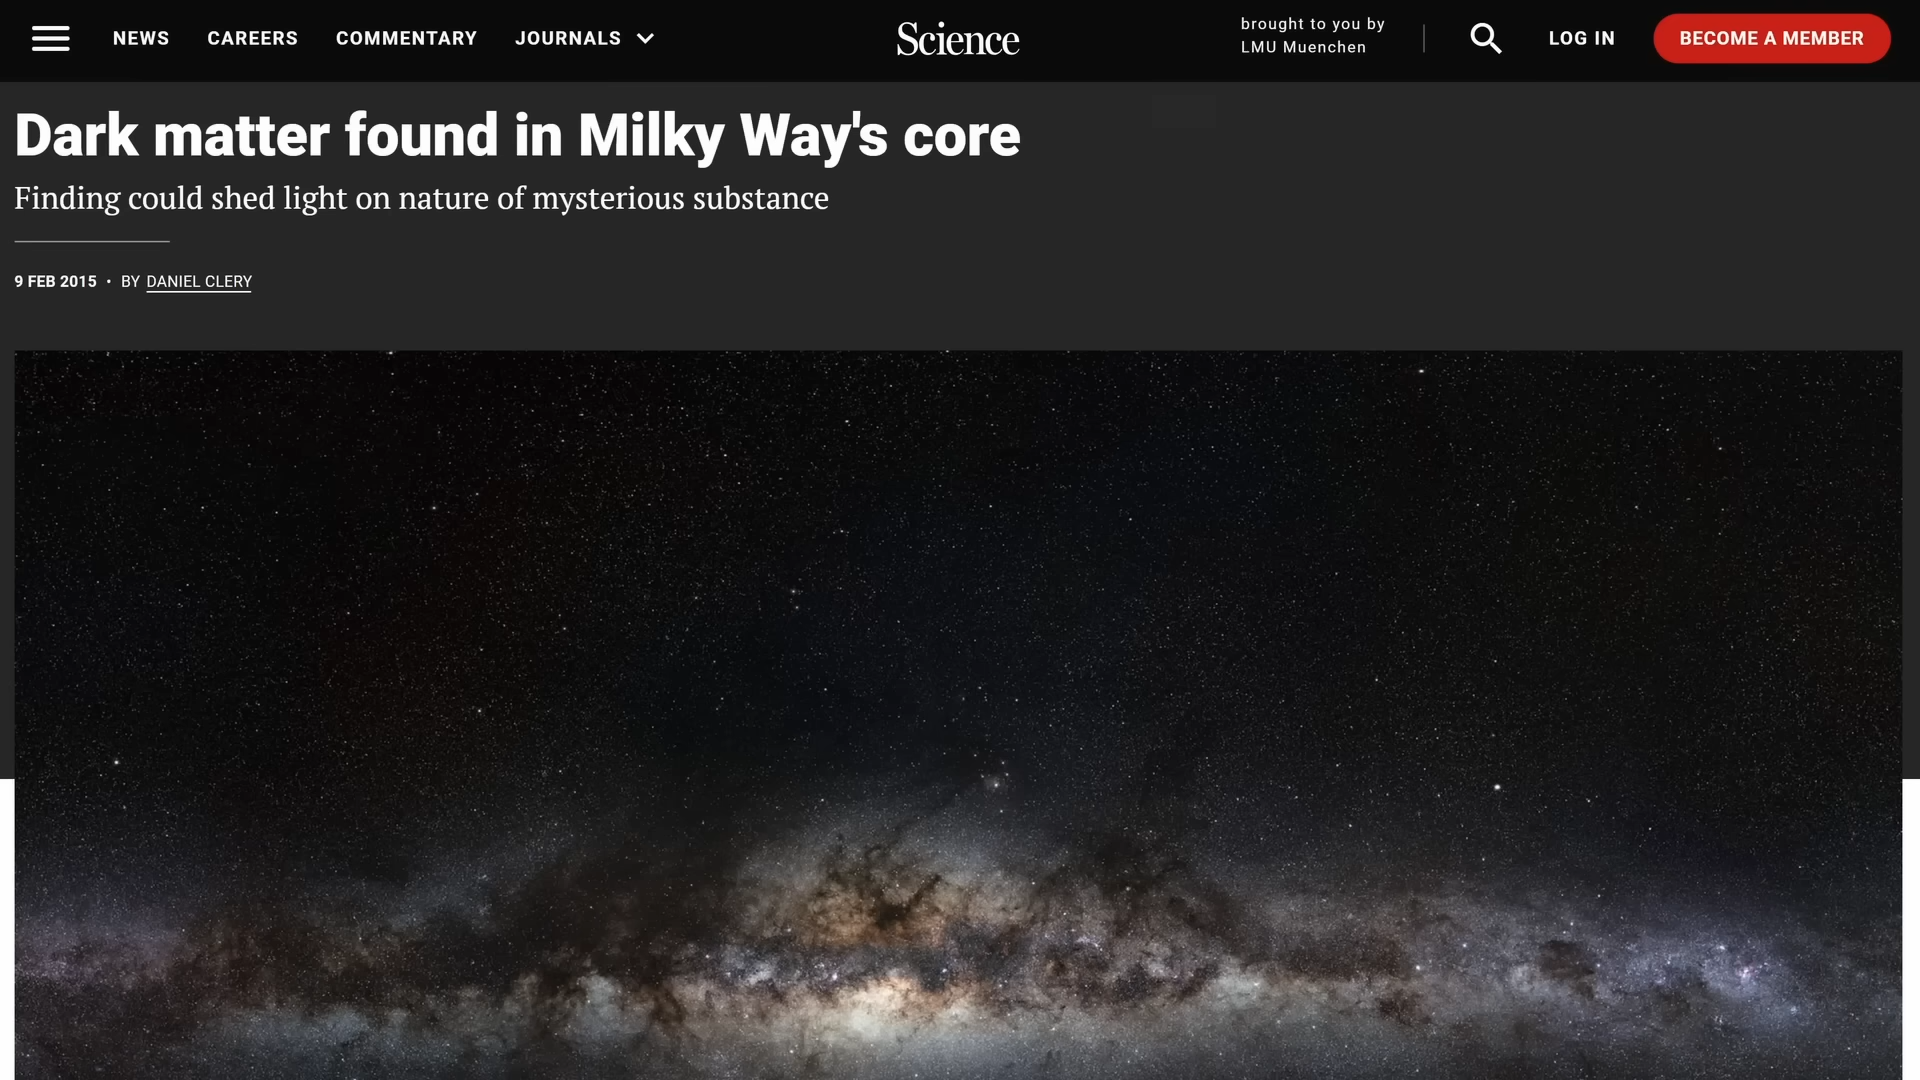 NEWS CAREERS COMMENTARY JOURNALS
Science
brought to you by
LMU Muenchen
LOG IN
BECOME A MEMBER
Dark matter found in Milky Way's core
Finding could shed light on nature of mysterious substance
9 FEB 2015 • BY DANIEL CLERY